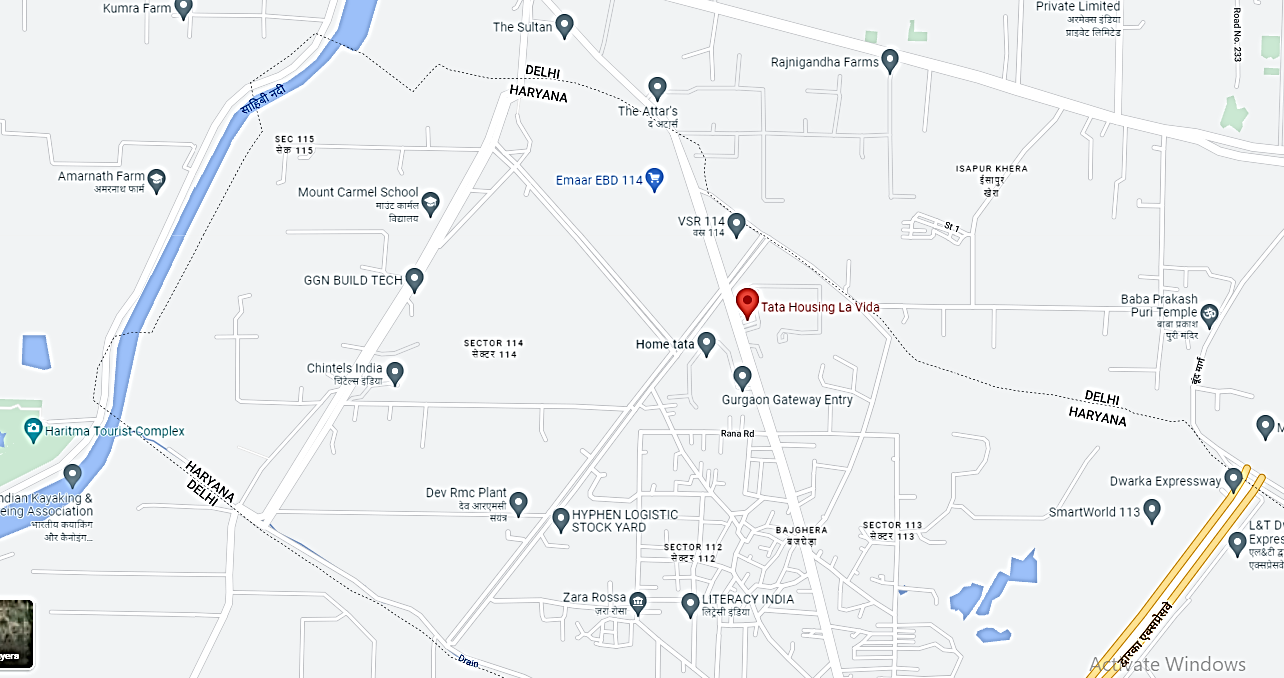 Kumra Farm
The Sultan
Private Limited
अरमेक्स इंडिया
प्राइवेट लिमिटेड
Road No. 233
Rajnigandha Farms
DELHI
HARYANA
साहिबी नदी
The Attar's
द अटार्स
SEC 115
सेक 115
Amarnath Farm
अमरनाथ फार्म
Mount Carmel School
माउंट कार्मल
विद्यालय
Emaar EBD 114
ISAPUR KHERA
ईसापुर
खेरा
VSR 114
वस 114
St 1
GGN BUILD TECH
Tata Housing La Vida
Baba Prakash
Puri Temple
बाबा प्रकाश
पुरी मंदिर
SECTOR 114
सेक्टर 114
Home tata
Chintels India
चिंटेल्स इंडिया
Gurgaon Gateway Entry
DELHI
HARYANA
Haritma Tourist-Complex
Rana Rd
HARYANA
DELHI
ndian Kayaking &
eing Association
भारतीय कयाकिंग
और कैनोइंग...
Dev Rmc Plant
देव आरएमसी
संयंत्र
HYPHEN LOGISTIC
STOCK YARD
Dwarka Expressway
SmartWorld 113
BAJGHERA
बजघेड़ा
SECTOR 113
सेक्टर 113
SECTOR 112
सेक्टर 112
L&T D
Expres
एल&टी द्व
एक्सप्रेसवे
Zara Rossa
ज़रा रोसा
LITERACY INDIA
लिट्रेसी इंडिया
Drain
द्वारका एक्सप्रेसवे
Activate Windows